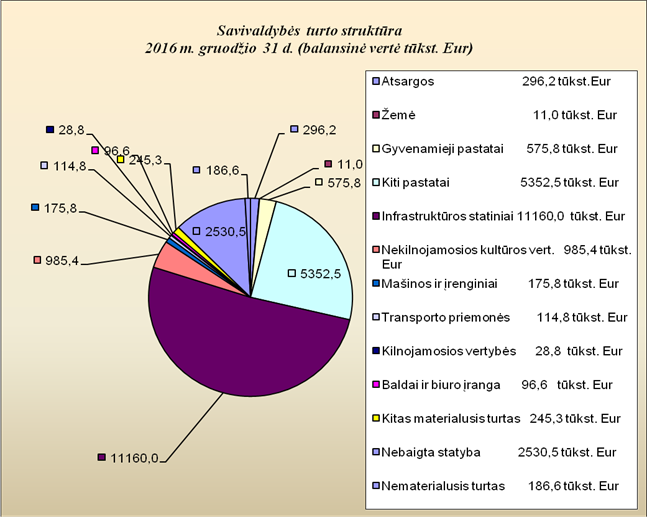 Savivaldybės turto struktūra
2016 m. gruodžio 31 d. (balansinė vertė tūkst. Eur)
28,8
96,6
245,3
114,8
186,6
296,2
11,0
575,8
175,8
2530,5
985,4
5352,5
11160,0
Atsargos 296,2 tūkst.Eur
Žemė 11,0 tūkst. Eur
Gyvenamieji pastatai 575,8 tūkst. Eur
Kiti pastatai 5352,5 tūkst. Eur
Infrastruktūros statiniai 11160,0 tūkst. Eur
Nekilnojamosios kultūros vert. 985,4 tūkst.
Eur
Mašinos ir įrenginiai 175,8 tūkst. Eur
Transporto priemonės 114,8 tūkst. Eur
Kilnojamosios vertybės 28,8 tūkst. Eur
Baldai ir biuro įranga 96,6 tūkst. Eur
Kitas materialusis turtas 245,3 tūkst. Eur
Nebaigta statyba 2530,5 tūkst. Eur
Nematerialusis turtas 186,6 tūkst. Eur